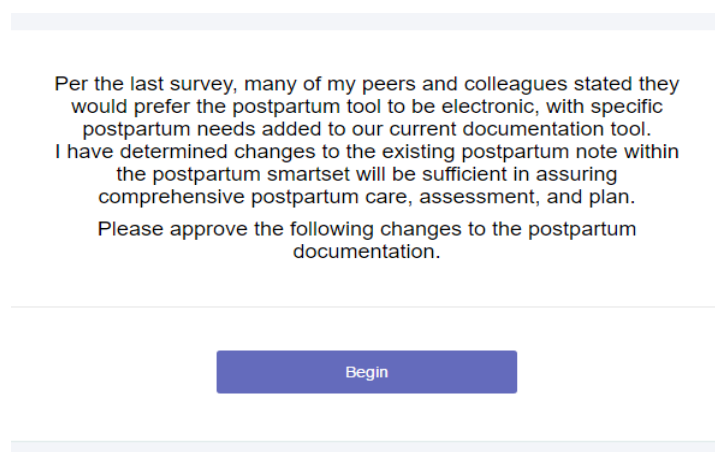 Per the last survey, many of my peers and colleagues stated they
would prefer the postpartum tool to be electronic, with specific
postpartum needs added to our current documentation tool.
I have determined changes to the existing postpartum note within
the postpartum smartset will be sufficient in assuring
comprehensive postpartum care, assessment, and plan.
Please approve the following changes to the postpartum
documentation.
Begin